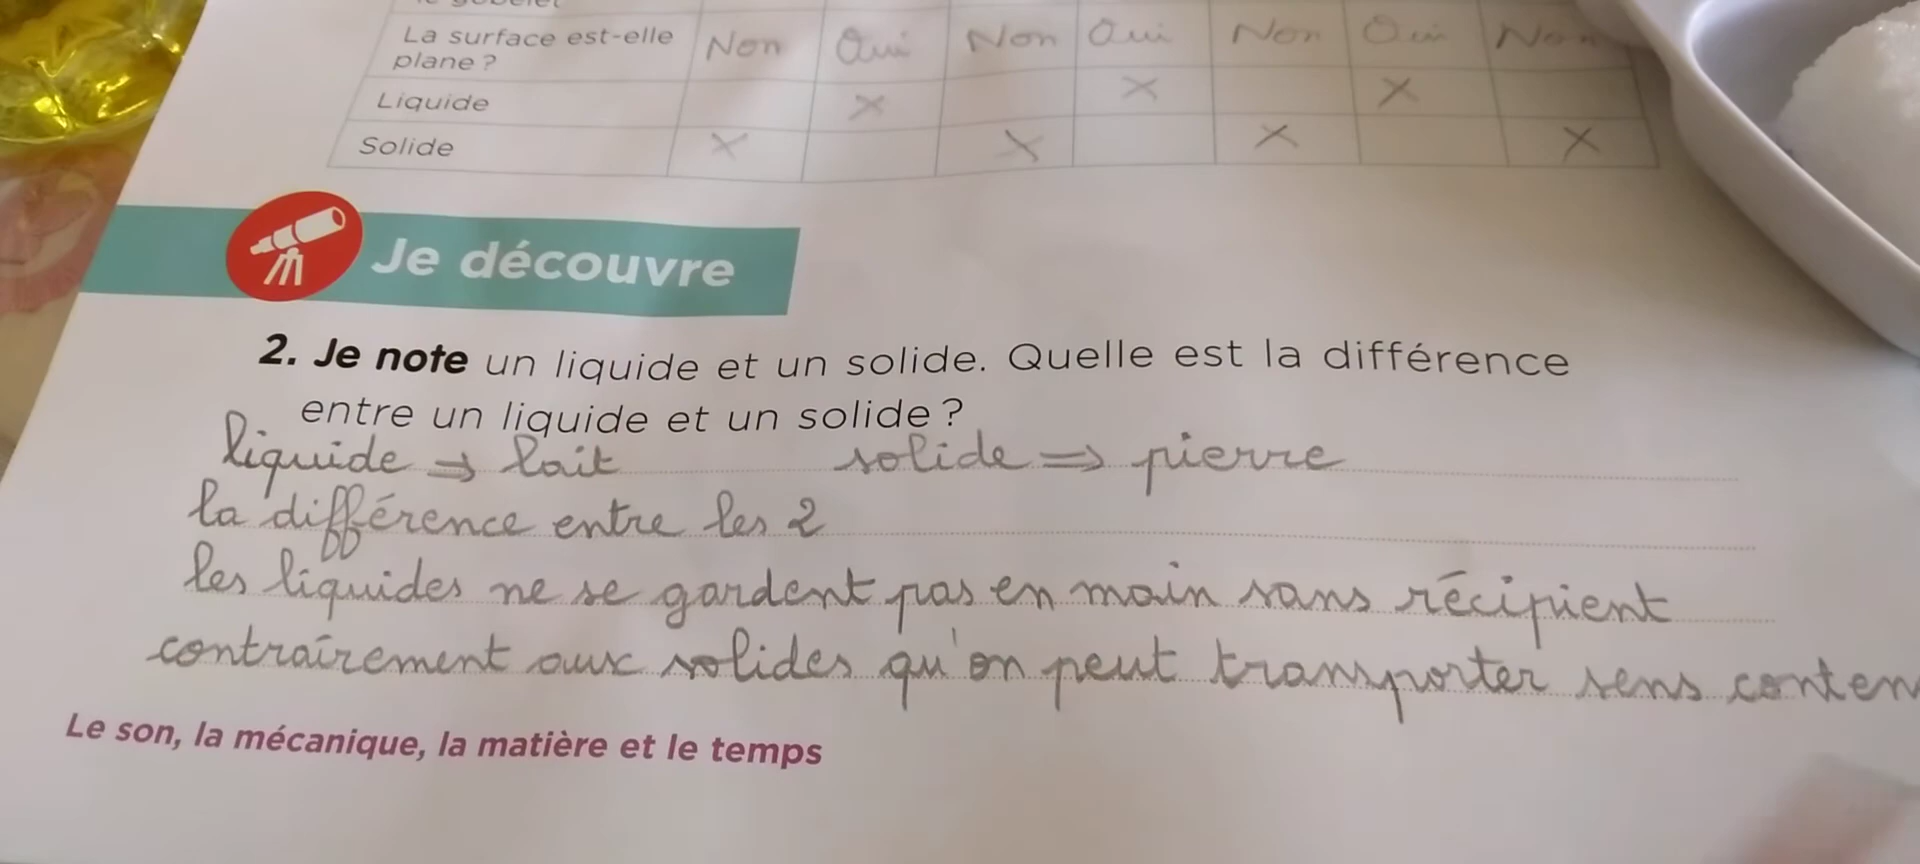 La surface est-elle plane ? Non Oui Non Oui Non Oui Non
Liquide X X X
Solide X X X X
Je découvre
2. Je note un liquide et un solide. Quelle est la différence
entre un liquide et un solide ?
liquide → lait solide ⇒ pierre
la différence entre les 2
les liquides ne se gardent pas en main sans récipient
contrairement aux solides qu'on peut transporter sens conten
Le son, la mécanique, la matière et le temps